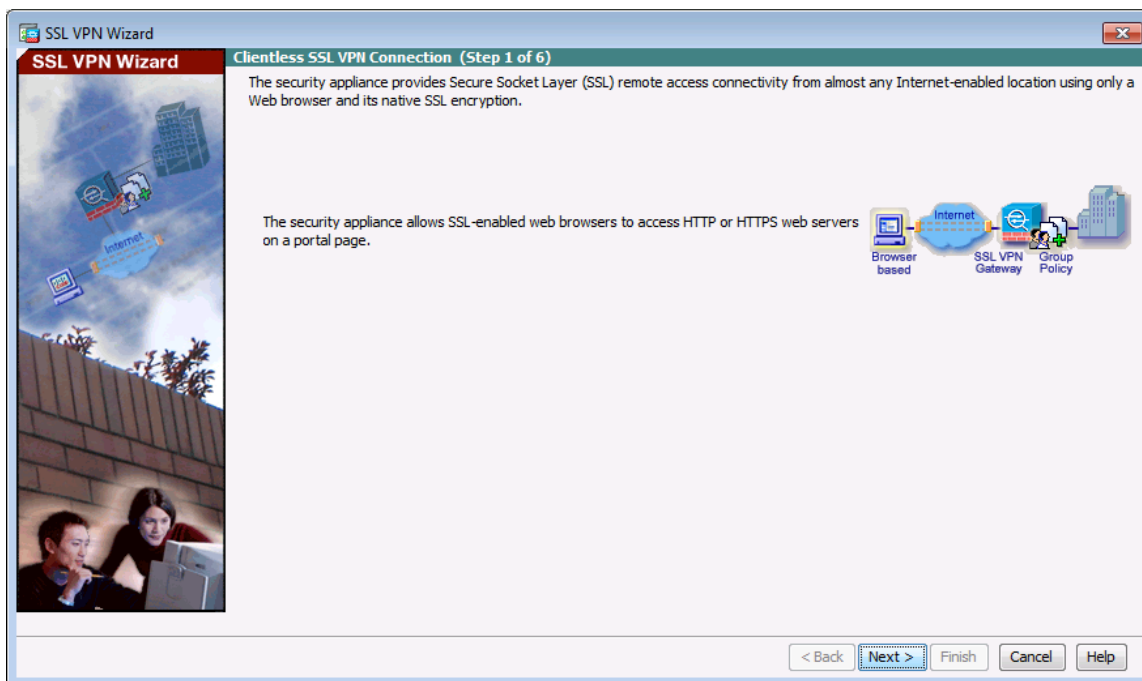 SSL VPN Wizard
SSL VPN Wizard
Clientless SSL VPN Connection (Step 1 of 6)
The security appliance provides Secure Socket Layer (SSL) remote access connectivity from almost any Internet-enabled location using only a
Web browser and its native SSL encryption.
The security appliance allows SSL-enabled web browsers to access HTTP or HTTPS web servers
on a portal page.
Internet
Browser
based
SSL VPN
Gateway
Group
Policy
Internet
< Back
Next >
Finish
Cancel
Help